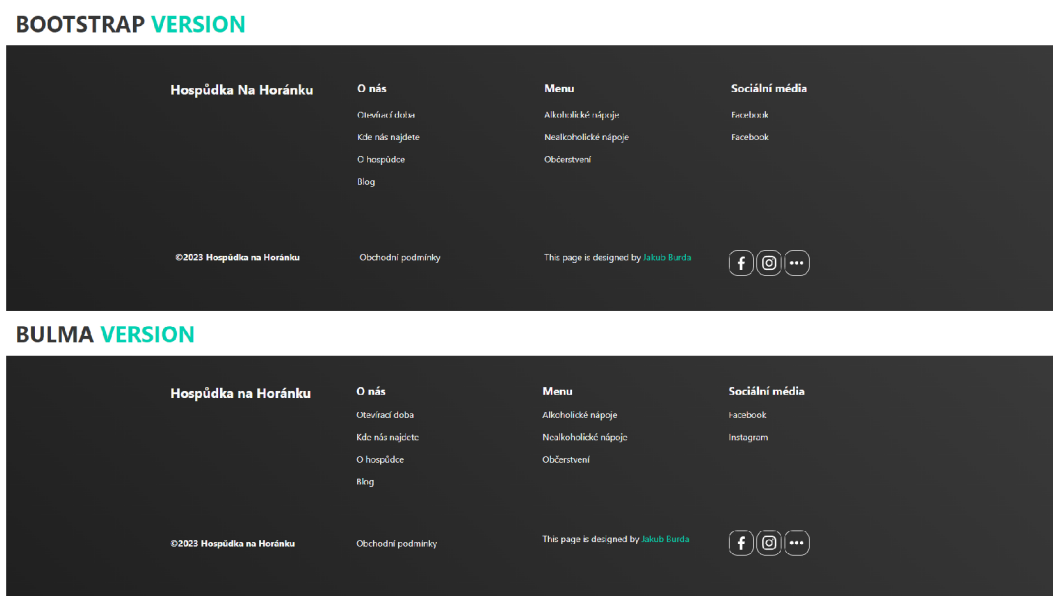 BOOTSTRAP VERSION
Hospůdka Na Horánku
O nás
Otevírací doba
Kde nás najdete
O hospůdce
Blog
Menu
Alkoholické nápoje
Nealkoholické nápoje
Občerstvení
Sociální média
Facebook
Facebook
©2023 Hospůdka na Horánku
Obchodní podmínky
This page is designed by Jakub Burda
BULMA VERSION
Hospůdka na Horánku
O nás
Otevírací doba
Kde nás najdete
O hospůdce
Blog
Menu
Alkoholické nápoje
Nealkoholické nápoje
Občerstvení
Sociální média
Facebook
Instagram
©2023 Hospůdka na Horánku
Obchodní podmínky
This page is designed by Jakub Burda